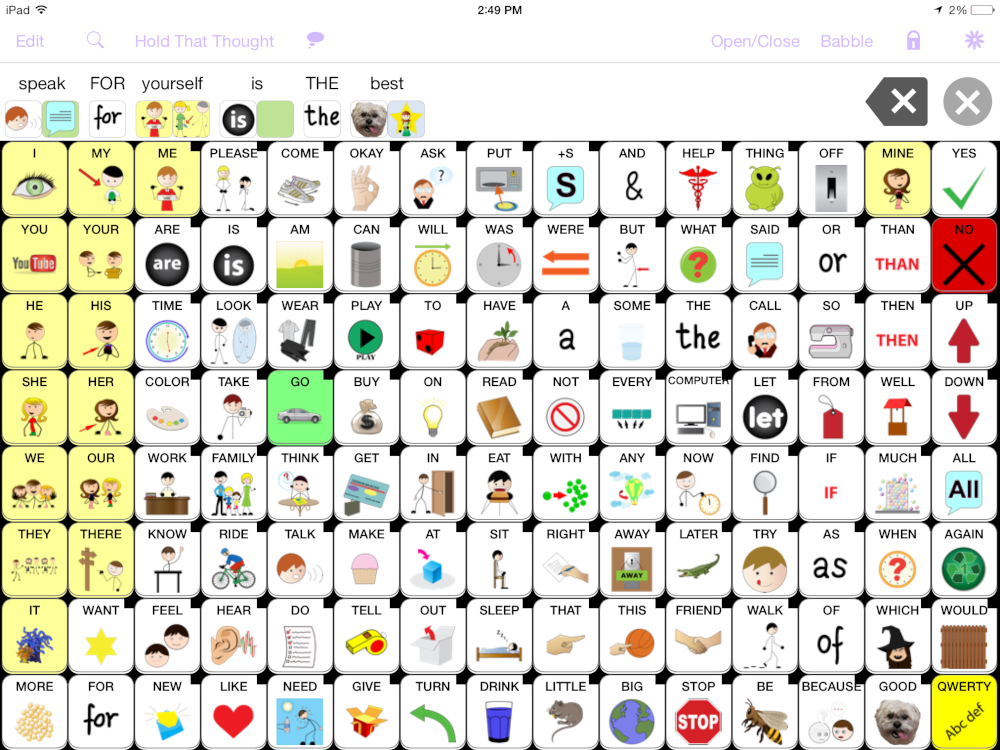 iPad 2:49 PM 2%
Edit Hold That Thought Open/Close Babble
speak FOR yourself is THE best
for is the
I MY ME PLEASE COME OKAY ASK PUT +S AND HELP THING OFF MINE YES
? S &
YOU YOUR ARE IS AM CAN WILL WAS WERE BUT WHAT SAID OR THAN NO
YouTube are is ? or THAN
HE HIS TIME LOOK WEAR PLAY TO HAVE A SOME THE CALL SO THEN UP
PLAY a the THEN
SHE HER COLOR TAKE GO BUY ON READ NOT EVERY COMPUTER LET FROM WELL DOWN
$ let
WE OUR WORK FAMILY THINK GET IN EAT WITH ANY NOW FIND IF MUCH ALL
? IF All
THEY THERE KNOW RIDE TALK MAKE AT SIT RIGHT AWAY LATER TRY AS WHEN AGAIN
AWAY as ? 1
IT WANT FEEL HEAR DO TELL OUT SLEEP THAT THIS FRIEND WALK OF WHICH WOULD
zzz of
MORE FOR NEW LIKE NEED GIVE TURN DRINK LITTLE BIG STOP BE BECAUSE GOOD QWERTY
for STOP Abc def